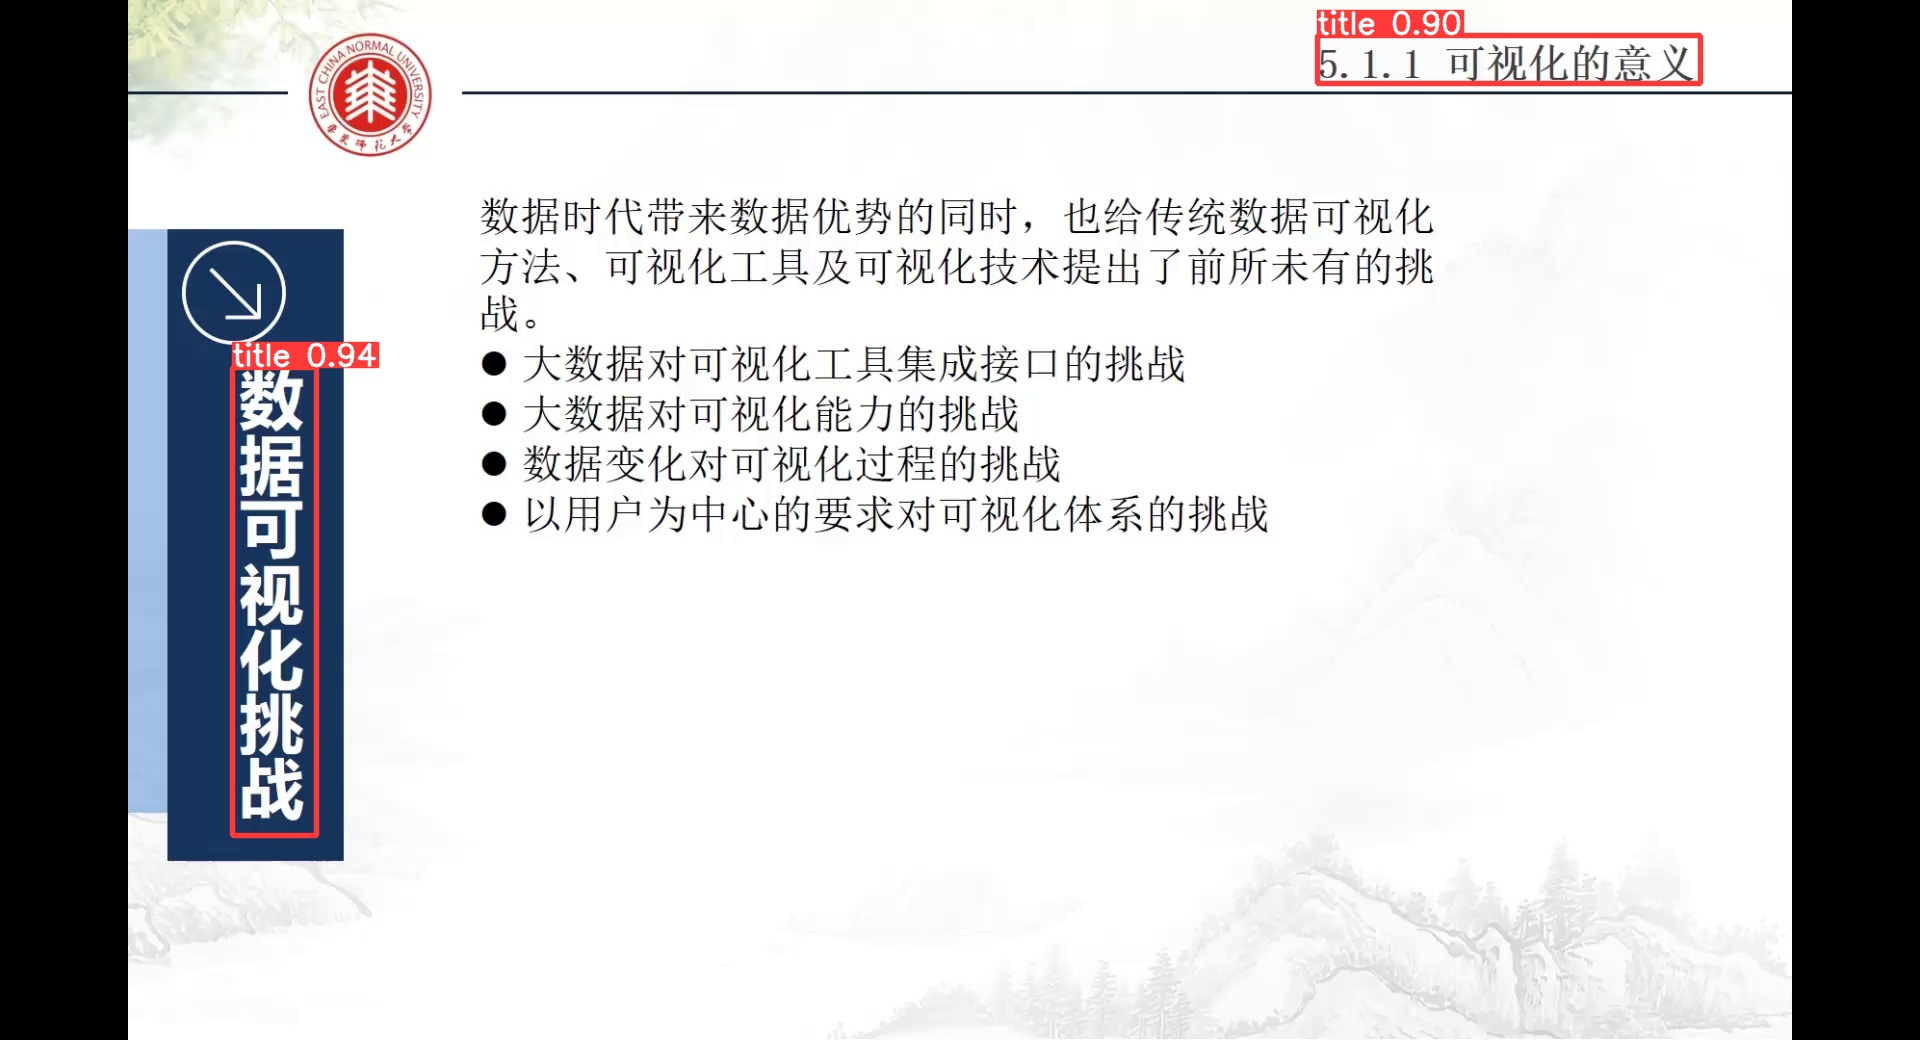 title 0.90
5.1.1 可视化的意义
EAST CHINA NORMAL UNIVERSITY
华东师范大学
数据时代带来数据优势的同时，也给传统数据可视化
方法、可视化工具及可视化技术提出了前所未有的挑
战。
● 大数据对可视化工具集成接口的挑战
● 大数据对可视化能力的挑战
● 数据变化对可视化过程的挑战
● 以用户为中心的要求对可视化体系的挑战
title 0.94
数据可视化挑战